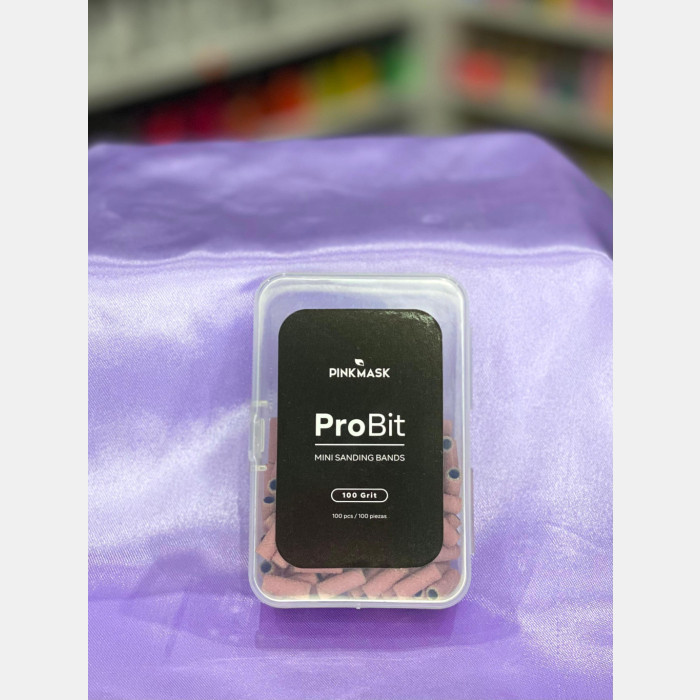 PINKMASK
ProBit
MINI SANDING BANDS
100 Grit
100 pcs / 100 piezas